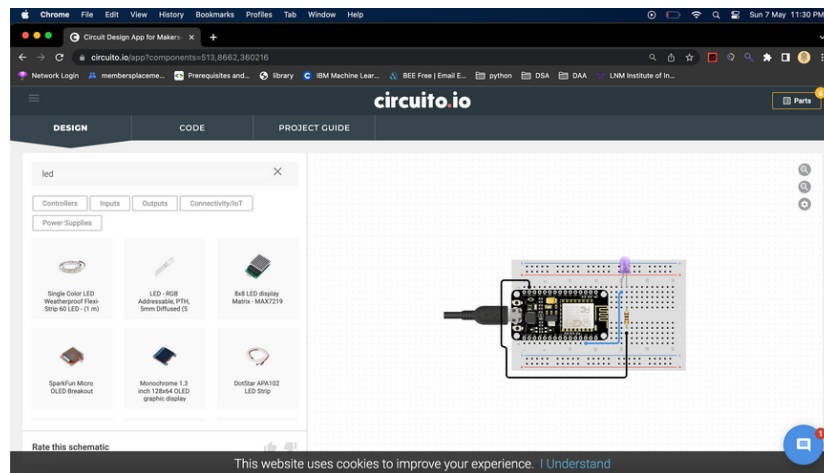 Chrome File Edit View History Bookmarks Profiles Tab Window Help Sun 7 May 11:30 PM
Circuit Design App for Makers-
circuito.io/app?components=513,8662,360216
Network Login membersplaceme... Prerequisites and... library IBM Machine Lear... BEE Free | Email E... python DSA DAA LNM Institute of In...
circuito.io Parts
DESIGN CODE PROJECT GUIDE
led
Controllers Inputs Outputs Connectivity/IoT
Power Supplies
Single Color LED
Weatherproof Flexi-
Strip 60 LED - (1 m)
LED - RGB
Addressable, PTH,
5mm Diffused (5
8x8 LED display
Matrix - MAX7219
SparkFun Micro
OLED Breakout
Monochrome 1.3
inch 128x64 OLED
graphic display
DotStar APA102
LED Strip
Rate this schematic
1
This website uses cookies to improve your experience. I Understand